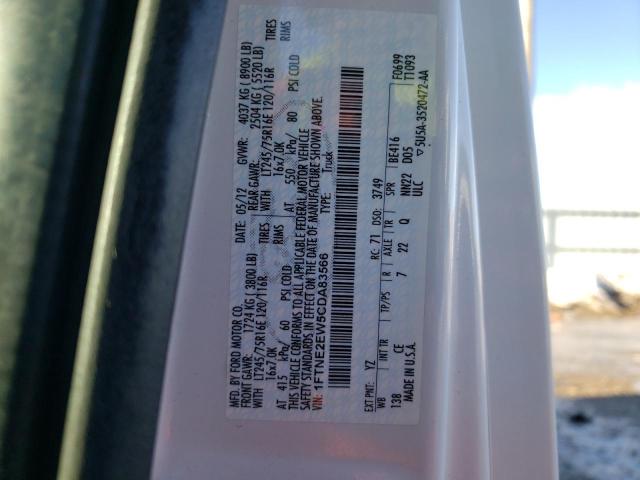 MFD. BY FORD MOTOR CO.
DATE: 05/12 GVWR: 4037 KG ( 8900 LB)
FRONT GAWR: 1724 KG ( 3800 LB) REAR GAWR: 2504 KG ( 5520 LB)
WITH LT245/75R16E 120/116R TIRES WITH LT245/75R16E 120/116R TIRES
16x7.0K RIMS 16x7.0K RIMS
AT 415 kPa/ 60 PSI COLD AT 550 kPa/ 80 PSI COLD
THIS VEHICLE CONFORMS TO ALL APPLICABLE FEDERAL MOTOR VEHICLE
SAFETY STANDARDS IN EFFECT ON THE DATE OF MANUFACTURE SHOWN ABOVE.
VIN: 1FTNE2EW5CDA83566 TYPE: Truck
F0699
T1093
EXT PNT: YZ RC: 71 DSO: 3749
WB INT TR TP/PS R AXLE TR SPR BE416
138 CE 7 22 Q NN22 D05
MADE IN U.S.A. ULC ▽5U5A-3520472-AA